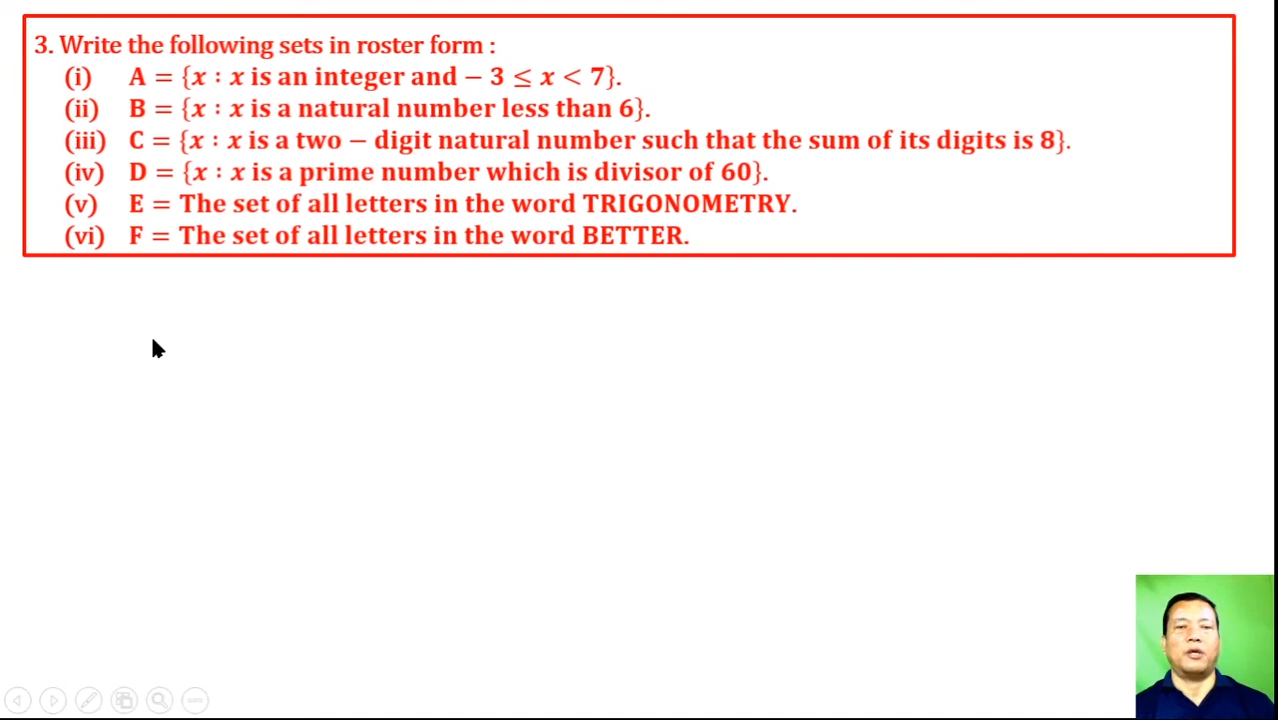 3. Write the following sets in roster form :
(i) A = {x : x is an integer and − 3 ≤ x < 7}.
(ii) B = {x : x is a natural number less than 6}.
(iii) C = {x : x is a two − digit natural number such that the sum of its digits is 8}.
(iv) D = {x : x is a prime number which is divisor of 60}.
(v) E = The set of all letters in the word TRIGONOMETRY.
(vi) F = The set of all letters in the word BETTER.